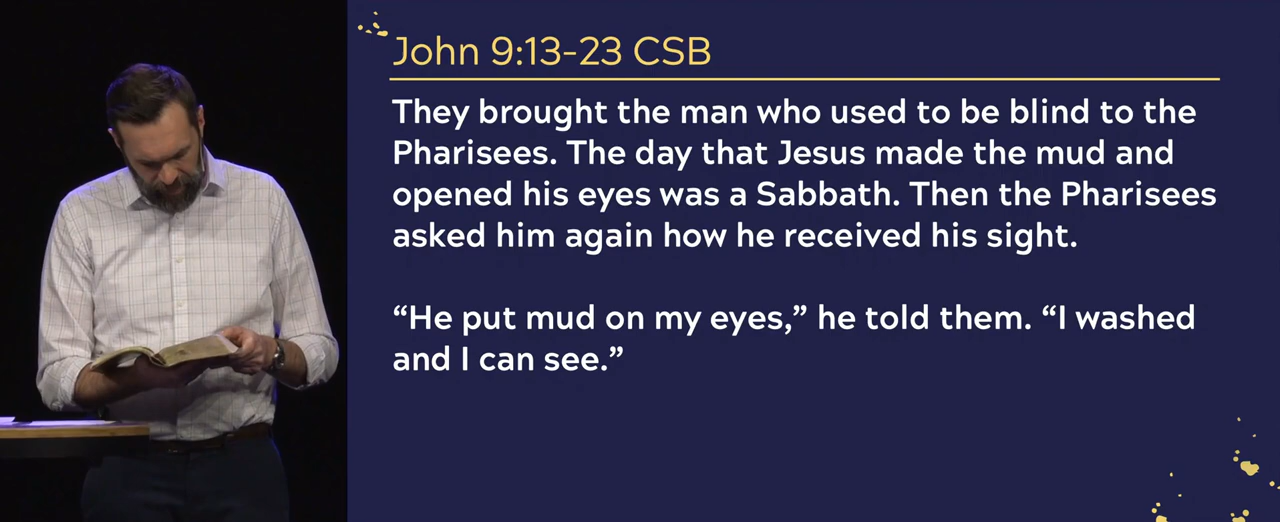 John 9:13-23 CSB
They brought the man who used to be blind to the
Pharisees. The day that Jesus made the mud and
opened his eyes was a Sabbath. Then the Pharisees
asked him again how he received his sight.
“He put mud on my eyes,” he told them. “I washed
and I can see.”